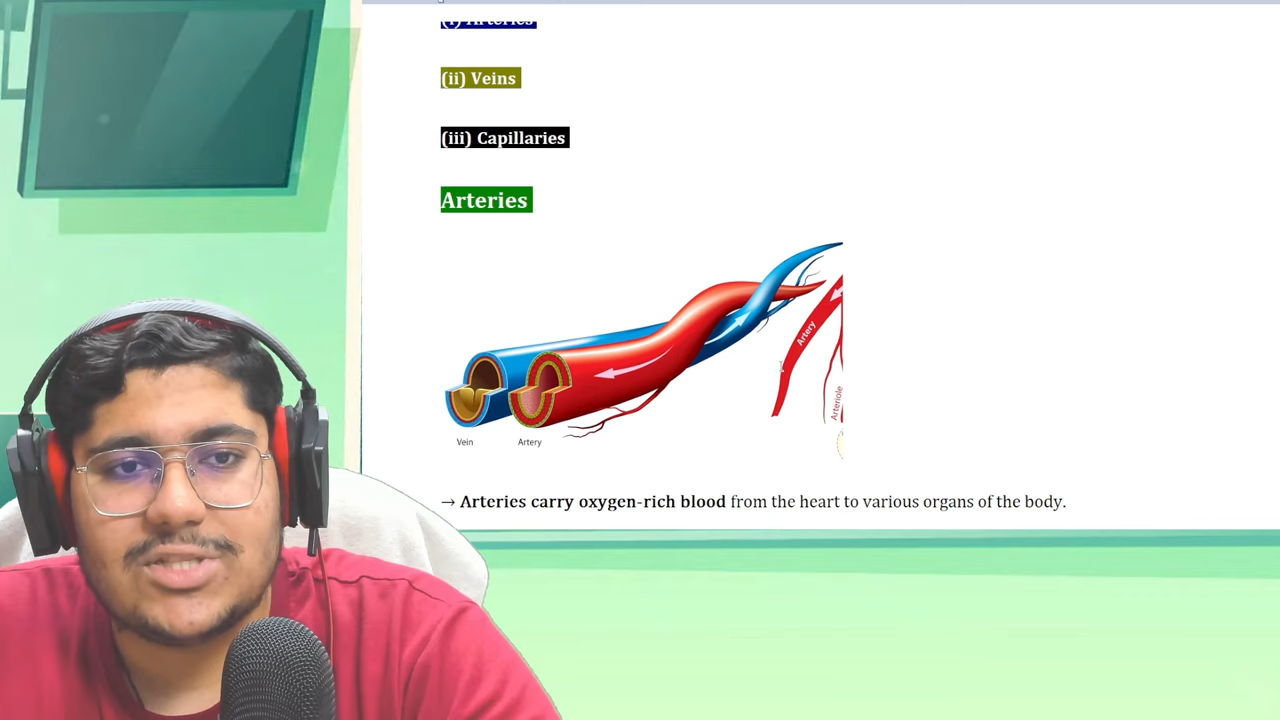 (i) Arteries
(ii) Veins
(iii) Capillaries
Arteries
Artery
Arteriole
Vein
Artery
→ Arteries carry oxygen-rich blood from the heart to various organs of the body.